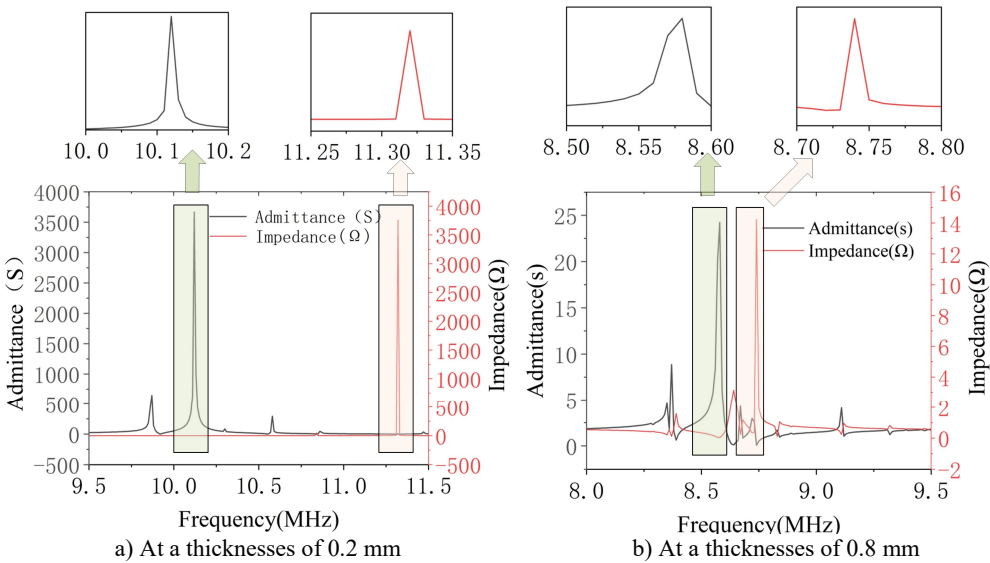 10.0 10.1 10.2
11.25 11.30 11.35
8.50 8.55 8.60
8.70 8.75 8.80
4000
3500
3000
2500
2000
1500
1000
500
0
-500
Admittance (S)
Admittance (S)
Impedance(Ω)
4000
3500
3000
2500
2000
1500
1000
500
0
-500
Impedance(Ω)
9.5 10.0 10.5 11.0 11.5
Frequency(MHz)
a) At a thicknesses of 0.2 mm
25
20
15
10
5
0
Admittance(s)
Admittance(s)
Impedance(Ω)
16
14
12
10
8
6
4
2
0
-2
Impedance(Ω)
8.0 8.5 9.0 9.5
Frequency(MHz)
b) At a thicknesses of 0.8 mm